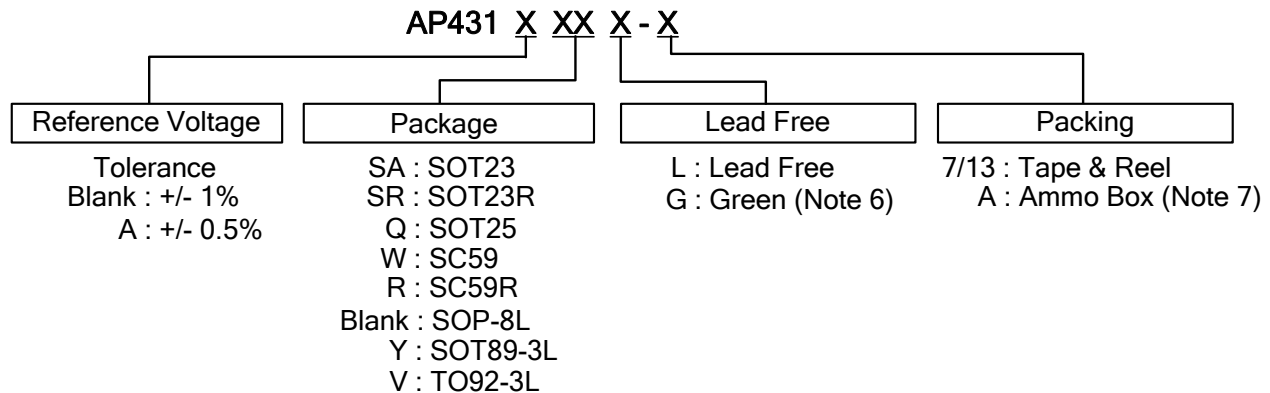 AP431 X XX X - X
Reference Voltage
Tolerance
Blank : +/- 1%
A : +/- 0.5%
Package
SA : SOT23
SR : SOT23R
Q : SOT25
W : SC59
R : SC59R
Blank : SOP-8L
Y : SOT89-3L
V : TO92-3L
Lead Free
L : Lead Free
G : Green (Note 6)
Packing
7/13 : Tape & Reel
A : Ammo Box (Note 7)